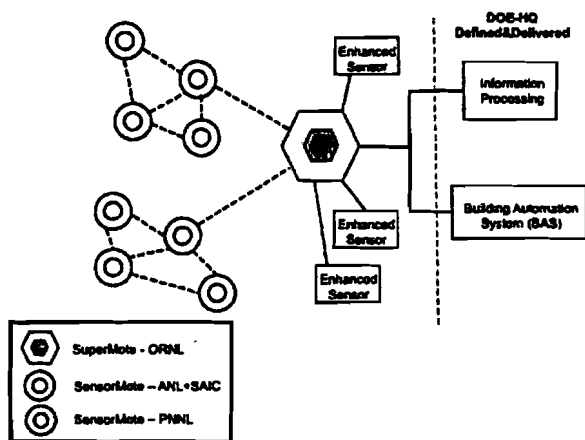 DOE-HQ
Defined&Delivered
Enhanced
Sensor
Information
Processing
Building Automation
System (BAS)
Enhanced
Sensor
Enhanced
Sensor
SuperMote - ORNL
SensorMote - ANL+SAIC
SensorMote - PNNL